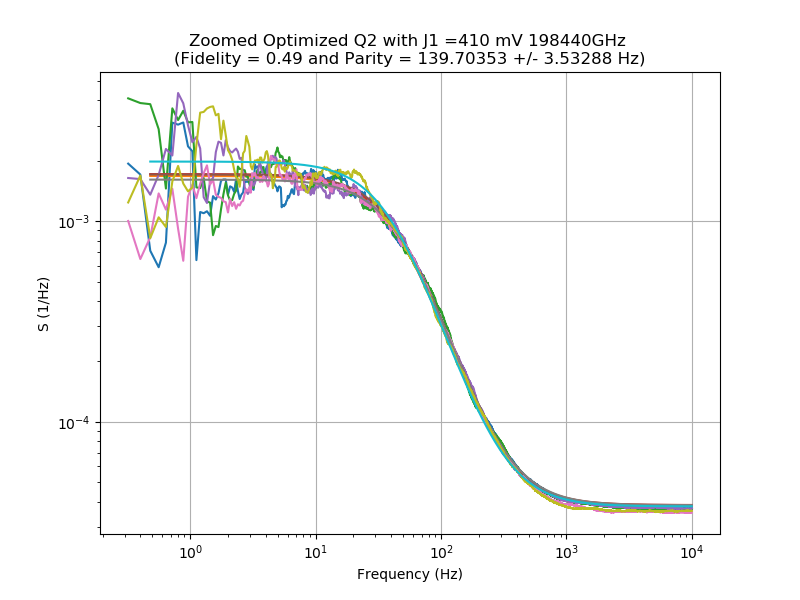 Zoomed Optimized Q2 with J1 =410 mV 198440GHz
(Fidelity = 0.49 and Parity = 139.70353 +/- 3.53288 Hz)
S (1/Hz)
10⁻³
10⁻⁴
10⁰ 10¹ 10² 10³ 10⁴
Frequency (Hz)